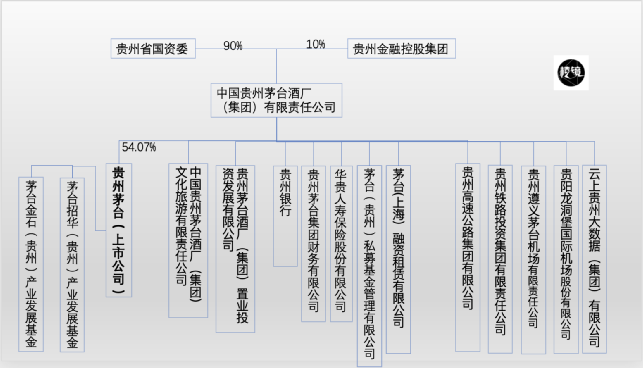 贵州省国资委
90%
10%
贵州金融控股集团
棱镜
中国贵州茅台酒厂
（集团）有限责任公司
54.07%
茅台金石（贵州）产业发展基金
茅台招华（贵州）产业发展基金
贵州茅台（上市公司）
中国贵州茅台酒厂（集团）
文化旅游有限责任公司
贵州茅台酒厂（集团）置业投
资发展有限公司
贵州银行
贵州茅台集团财务有限公司
华贵人寿保险股份有限公司
茅台（贵州）私募基金管理有限公司
茅台(上海）融资租赁有限公司
贵州高速公路集团有限公司
贵州铁路投资集团有限责任公司
贵州遵义茅台机场有限责任公司
贵阳龙洞堡国际机场股份有限公司
云上贵州大数据（集团）有限公司